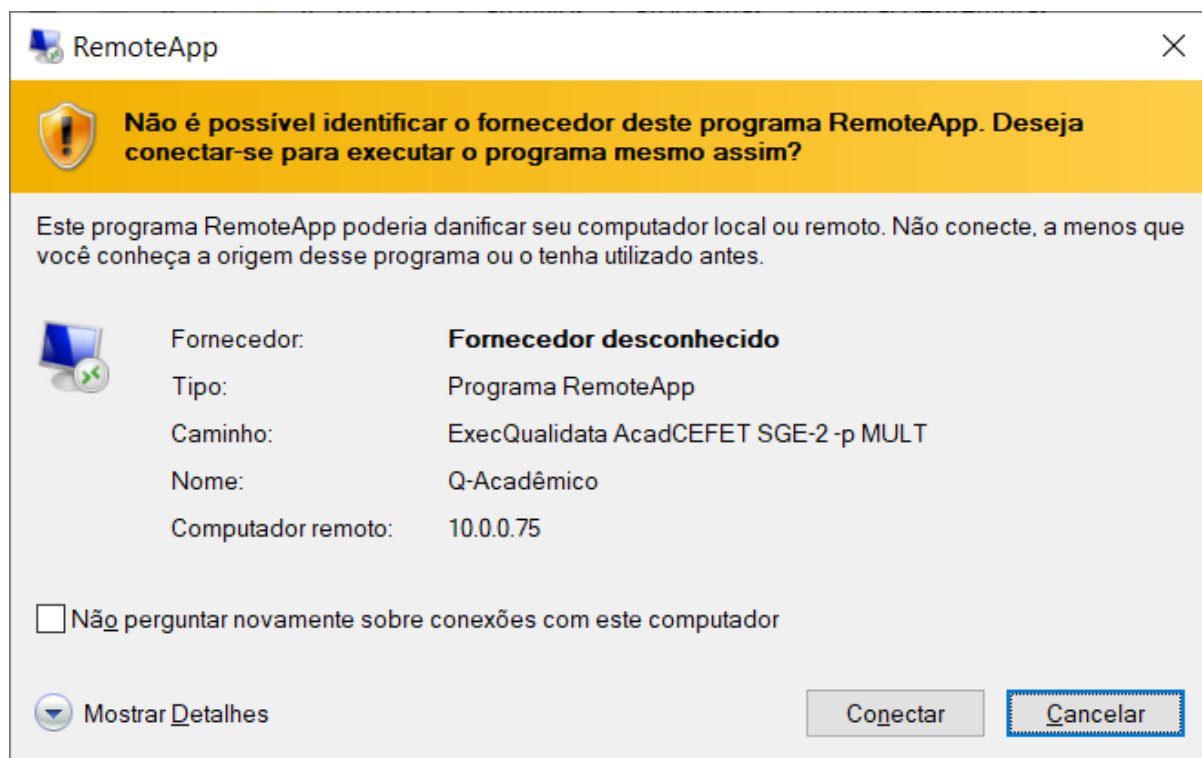 RemoteApp
Não é possível identificar o fornecedor deste programa RemoteApp. Deseja
conectar-se para executar o programa mesmo assim?
Este programa RemoteApp poderia danificar seu computador local ou remoto. Não conecte, a menos que
você conheça a origem desse programa ou o tenha utilizado antes.
Fornecedor: Fornecedor desconhecido
Tipo: Programa RemoteApp
Caminho: ExecQualidata AcadCEFET SGE-2 -p MULT
Nome: Q-Acadêmico
Computador remoto: 10.0.0.75
Não perguntar novamente sobre conexões com este computador
Mostrar Detalhes Conectar Cancelar